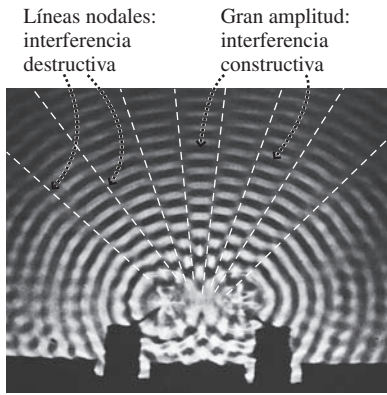 Líneas nodales:
interferencia
destructiva
Gran amplitud:
interferencia
constructiva